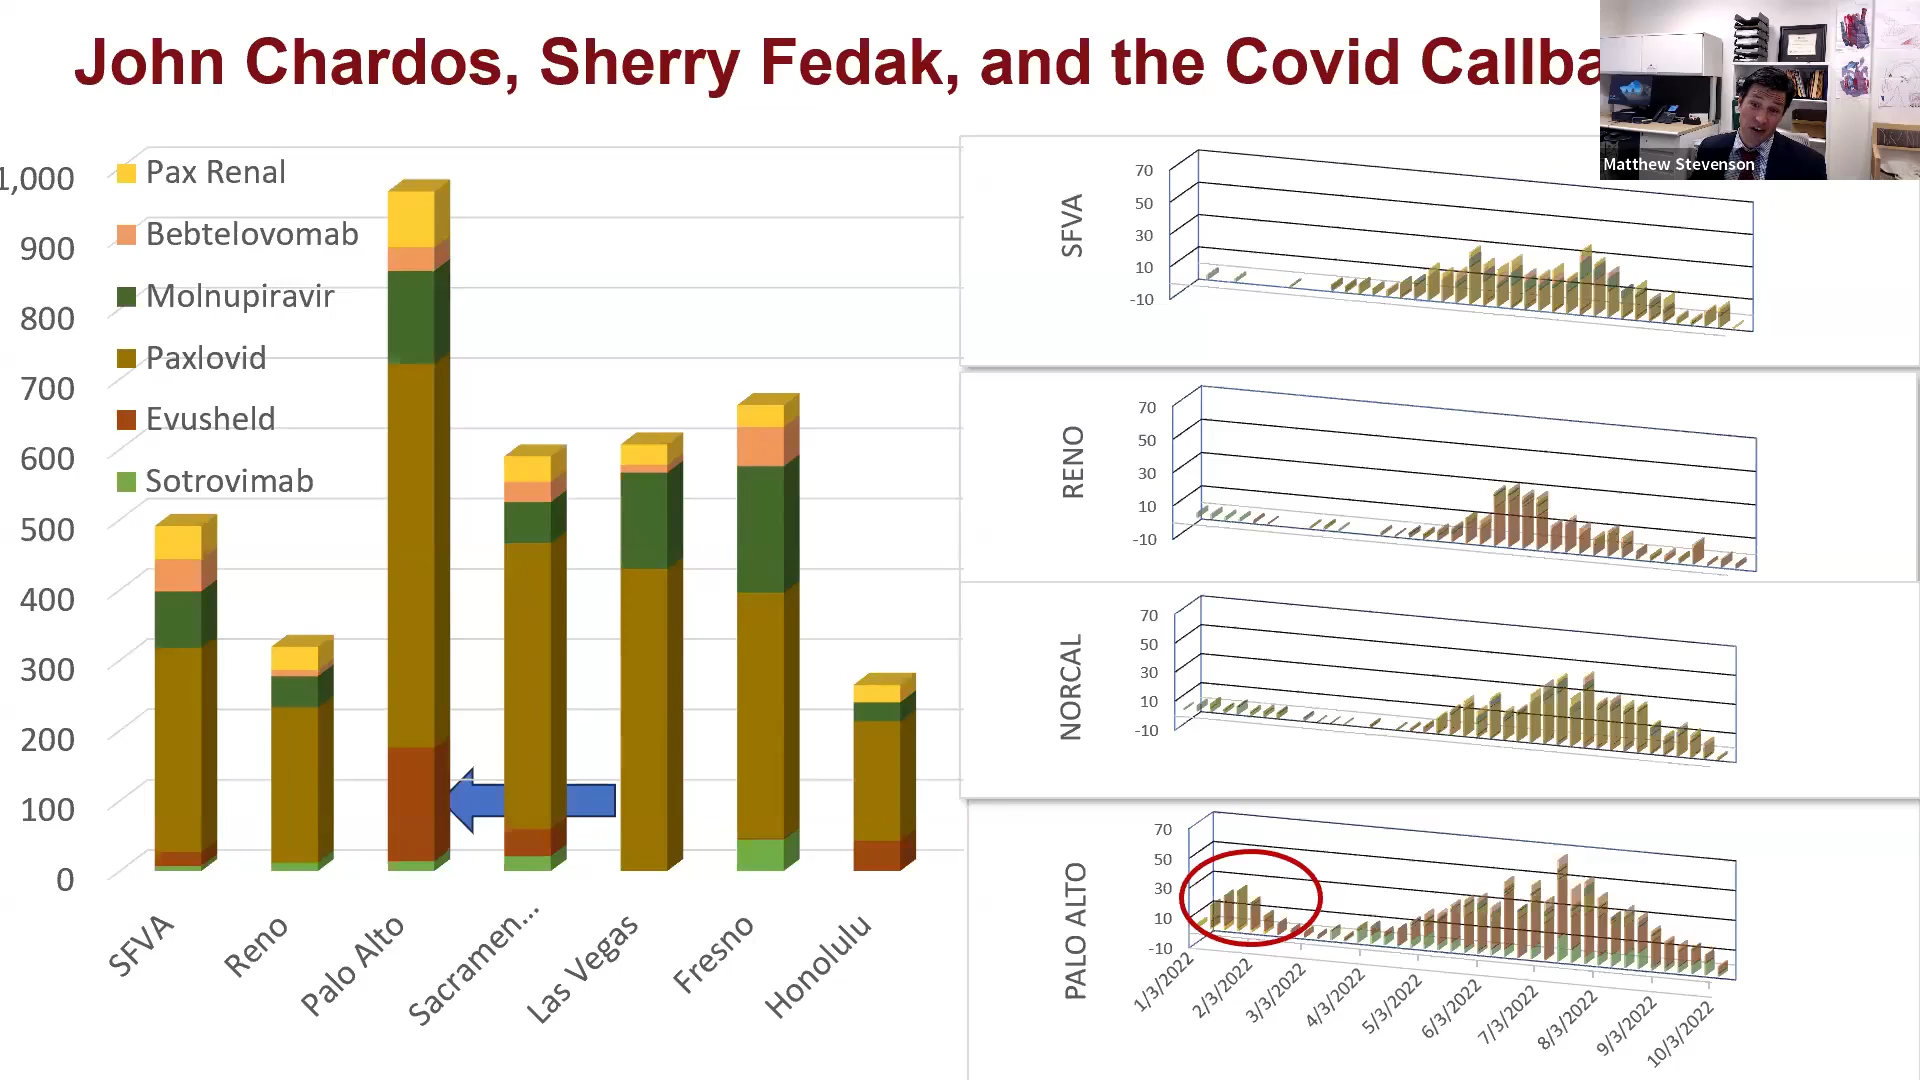 John Chardos, Sherry Fedak, and the Covid Callba
Matthew Stevenson
1,000
900
800
700
600
500
400
300
200
100
0
Pax Renal
Bebtelovomab
Molnupiravir
Paxlovid
Evusheld
Sotrovimab
SFVA
Reno
Palo Alto
Sacramen...
Las Vegas
Fresno
Honolulu
SFVA
70
50
30
10
-10
RENO
70
50
30
10
-10
NORCAL
70
50
30
10
-10
PALO ALTO
70
50
30
10
-10
1/3/2022
2/3/2022
3/3/2022
4/3/2022
5/3/2022
6/3/2022
7/3/2022
8/3/2022
9/3/2022
10/3/2022